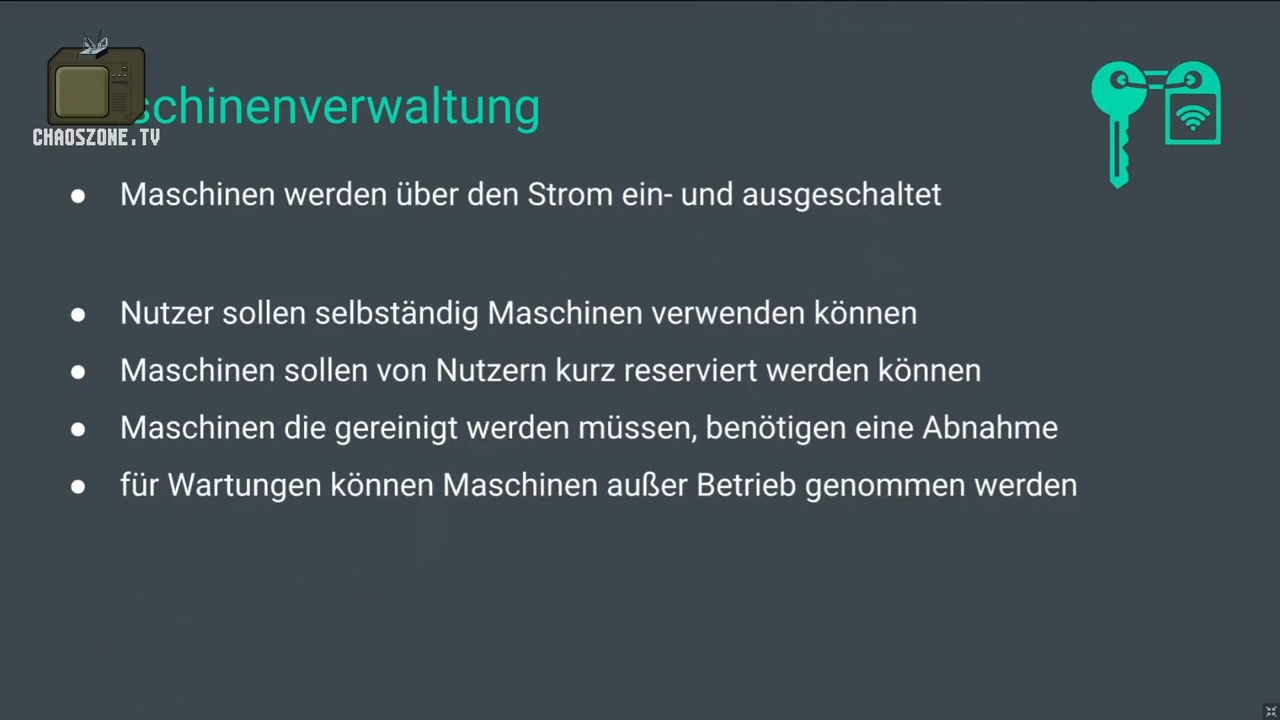 schinenverwaltung
CHAOSZONE.TV
● Maschinen werden über den Strom ein- und ausgeschaltet
● Nutzer sollen selbständig Maschinen verwenden können
● Maschinen sollen von Nutzern kurz reserviert werden können
● Maschinen die gereinigt werden müssen, benötigen eine Abnahme
● für Wartungen können Maschinen außer Betrieb genommen werden